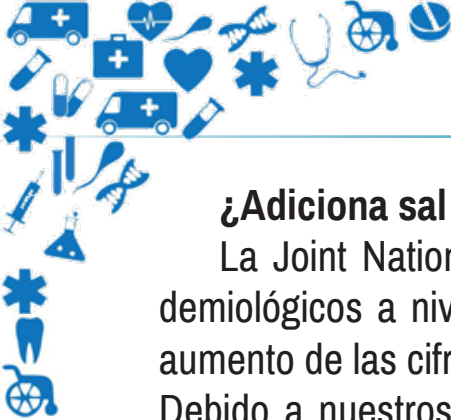 ¿Adiciona sal
La Joint Nation
demiológicos a niv
aumento de las cifr
Debido a nuestros